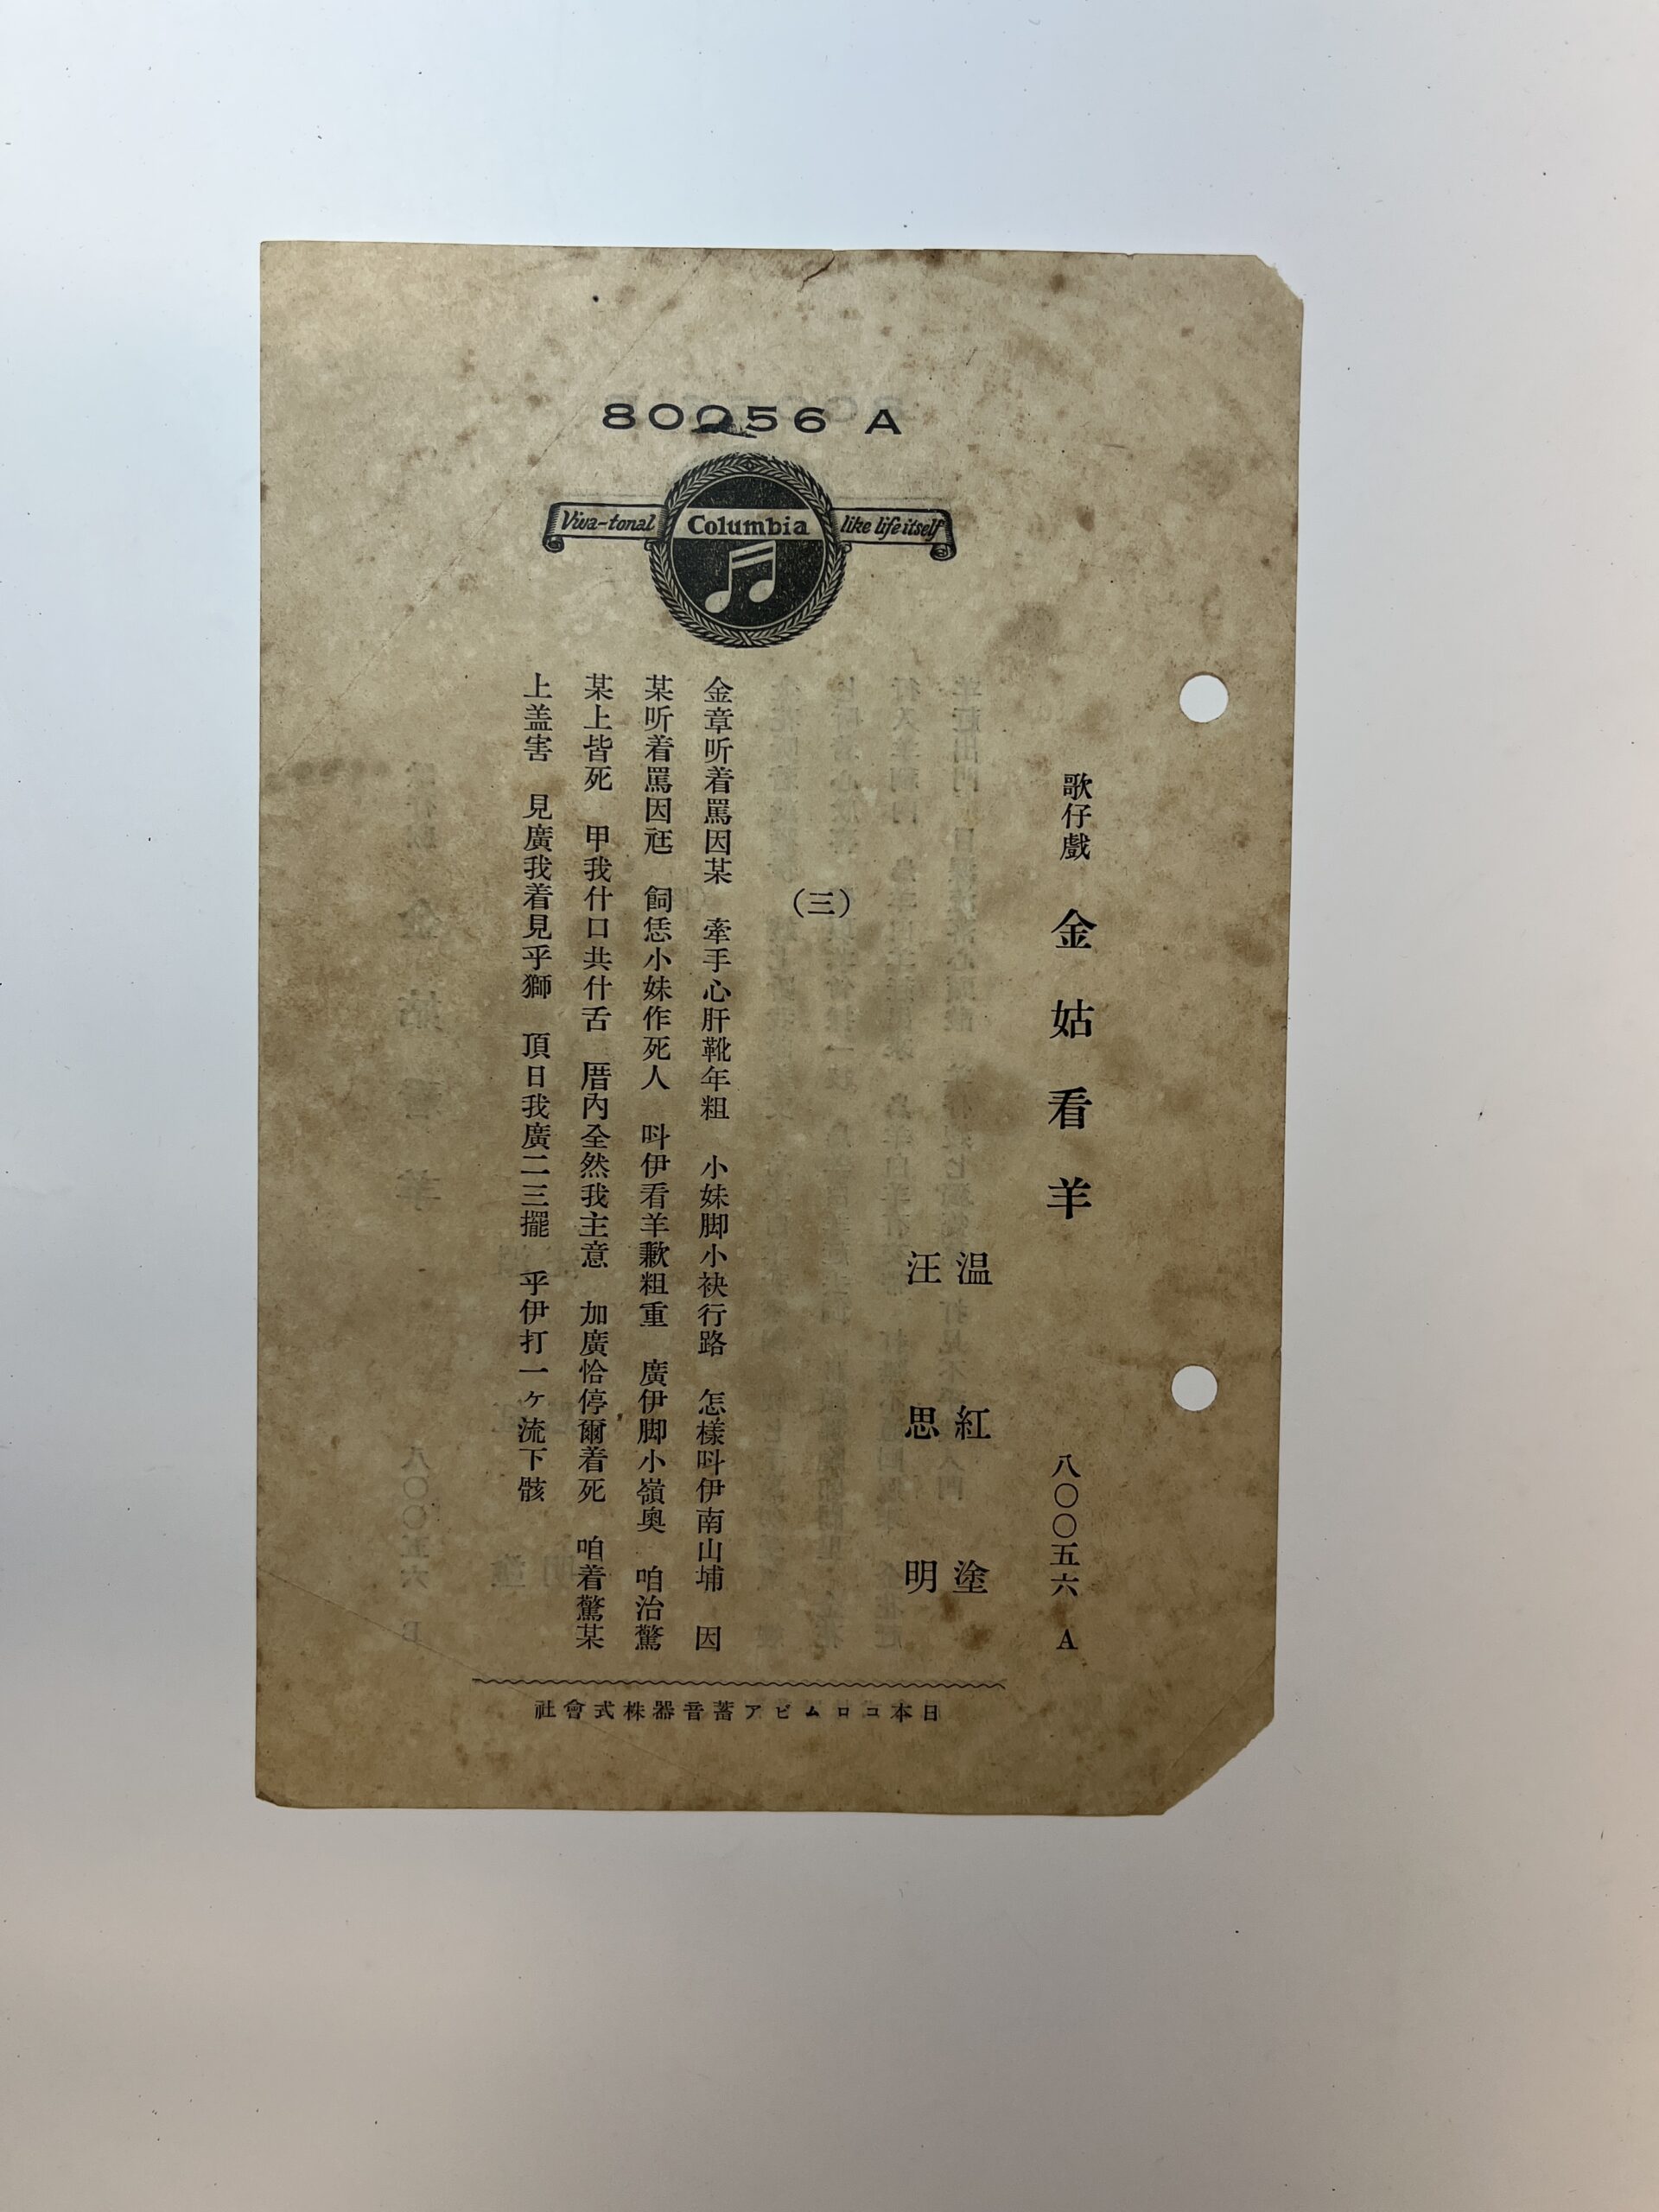 80056 A
Viva-tonal Columbia like life itself
歌仔戲 金姑看羊 八〇〇五六 A
温紅塗
汪思明
(三)
金章听着罵因某 牽手心肝靴年粗 小妹脚小袂行路 怎樣呌伊南山埔 因
某听着罵因尫 飼恁小妹作死人 呌伊看羊歉粗重 廣伊脚小嶺奧 咱治驚
某上皆死 甲我什口共什舌 厝內全然我主意 加廣恰停爾着死 咱着驚某
上盖害 見廣我着見乎獅 頂日我廣二三擺 乎伊打一ヶ流下骸
日本コロムビア蓄音器株式會社